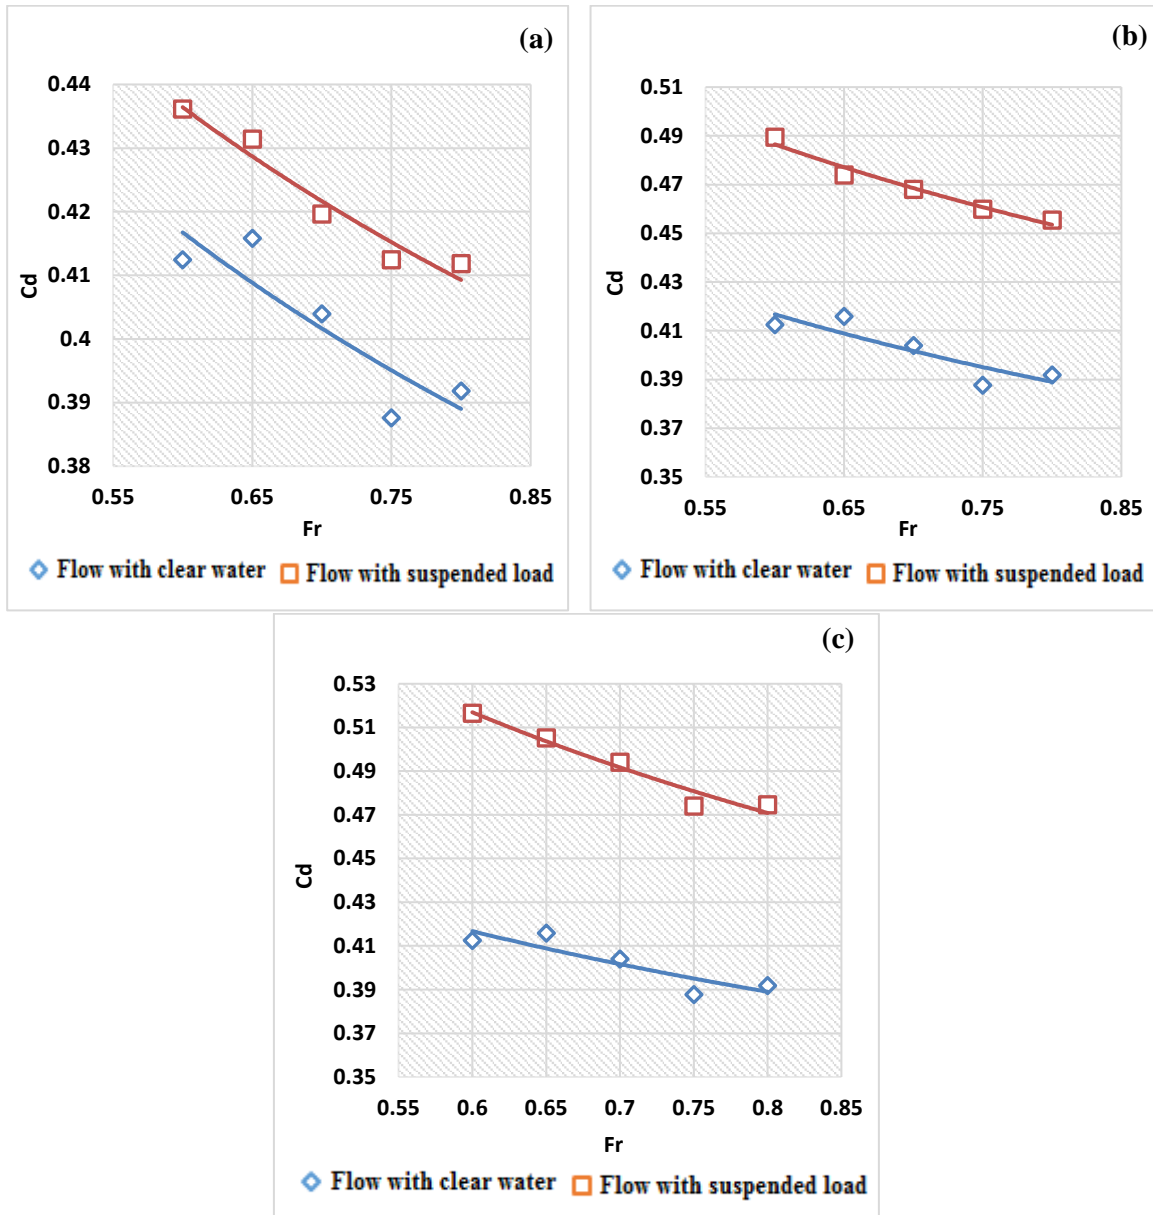 (a)
0.44
0.43
0.42
0.41
0.4
0.39
0.38
Cd
0.55 0.65 0.75 0.85
Fr
Flow with clear water Flow with suspended load
(b)
0.51
0.49
0.47
0.45
0.43
0.41
0.39
0.37
0.35
Cd
0.55 0.65 0.75 0.85
Fr
Flow with clear water Flow with suspended load
(c)
0.53
0.51
0.49
0.47
0.45
0.43
0.41
0.39
0.37
0.35
Cd
0.55 0.6 0.65 0.7 0.75 0.8 0.85
Fr
Flow with clear water Flow with suspended load